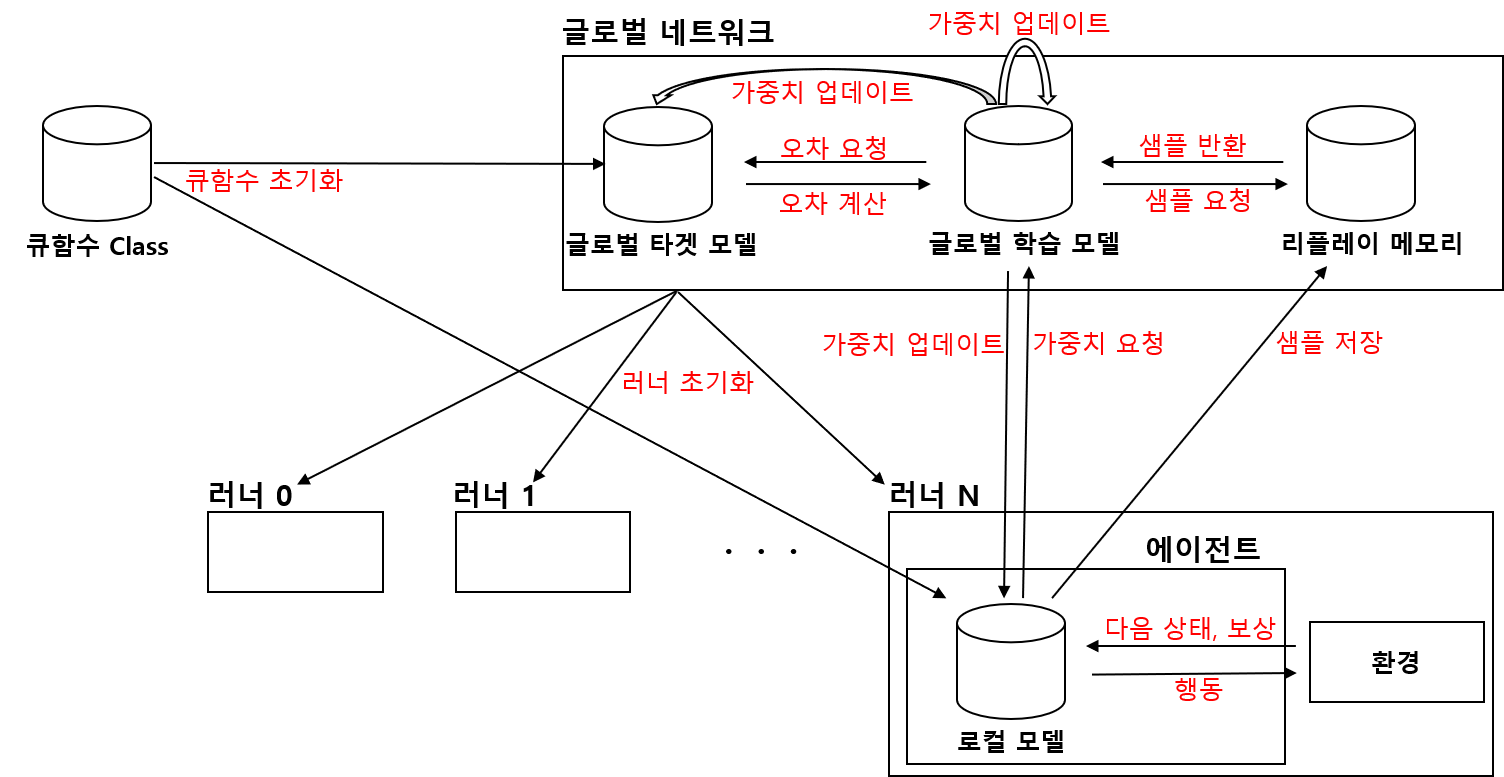 글로벌 네트워크
가중치 업데이트
가중치 업데이트
오차 요청
오차 계산
샘플 반환
샘플 요청
큐함수 초기화
큐함수 Class
글로벌 타겟 모델
글로벌 학습 모델
리플레이 메모리
가중치 업데이트
가중치 요청
샘플 저장
러너 초기화
러너 0
러너 1
. . .
러너 N
에이전트
다음 상태, 보상
행동
환경
로컬 모델